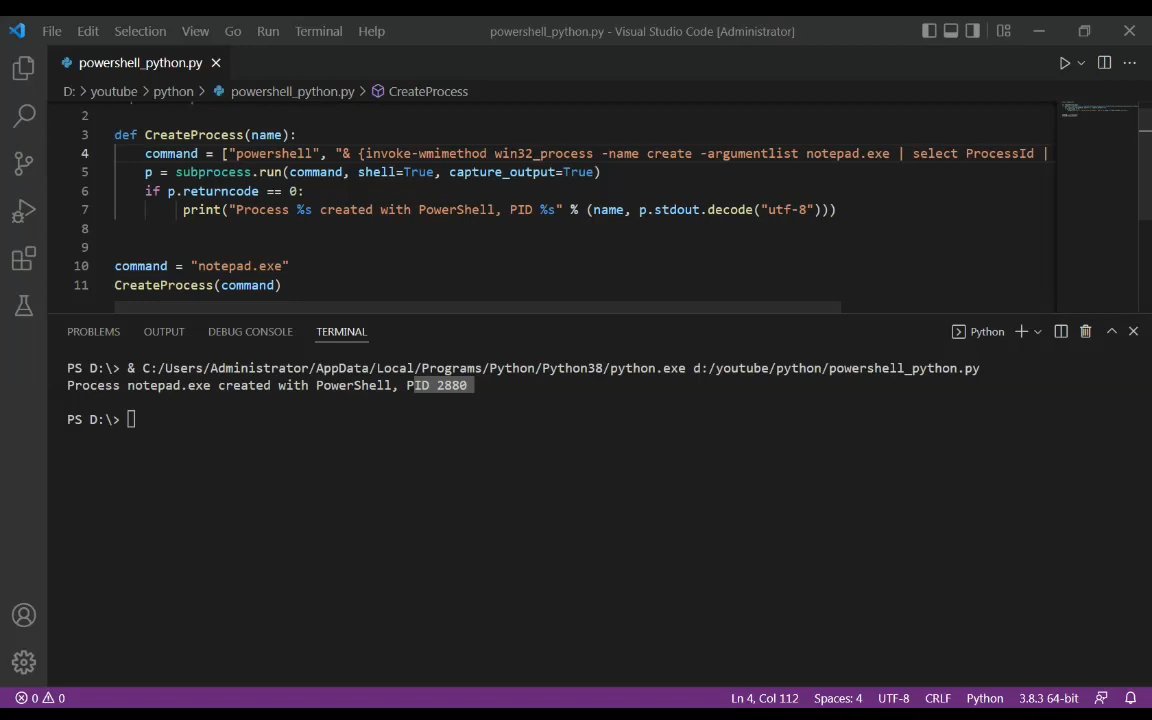 File Edit Selection View Go Run Terminal Help powershell_python.py - Visual Studio Code [Administrator]
powershell_python.py
D: > youtube > python > powershell_python.py > CreateProcess
2
3 def CreateProcess(name):
4 command = ["powershell", "& {invoke-wmimethod win32_process -name create -argumentlist notepad.exe | select ProcessId |
5 p = subprocess.run(command, shell=True, capture_output=True)
6 if p.returncode == 0:
7 print("Process %s created with PowerShell, PID %s" % (name, p.stdout.decode("utf-8")))
8
9
10 command = "notepad.exe"
11 CreateProcess(command)
PROBLEMS OUTPUT DEBUG CONSOLE TERMINAL Python
PS D:\> & C:/Users/Administrator/AppData/Local/Programs/Python/Python38/python.exe d:/youtube/python/powershell_python.py
Process notepad.exe created with PowerShell, PID 2880
PS D:\>
0 0 Ln 4, Col 112 Spaces: 4 UTF-8 CRLF Python 3.8.3 64-bit